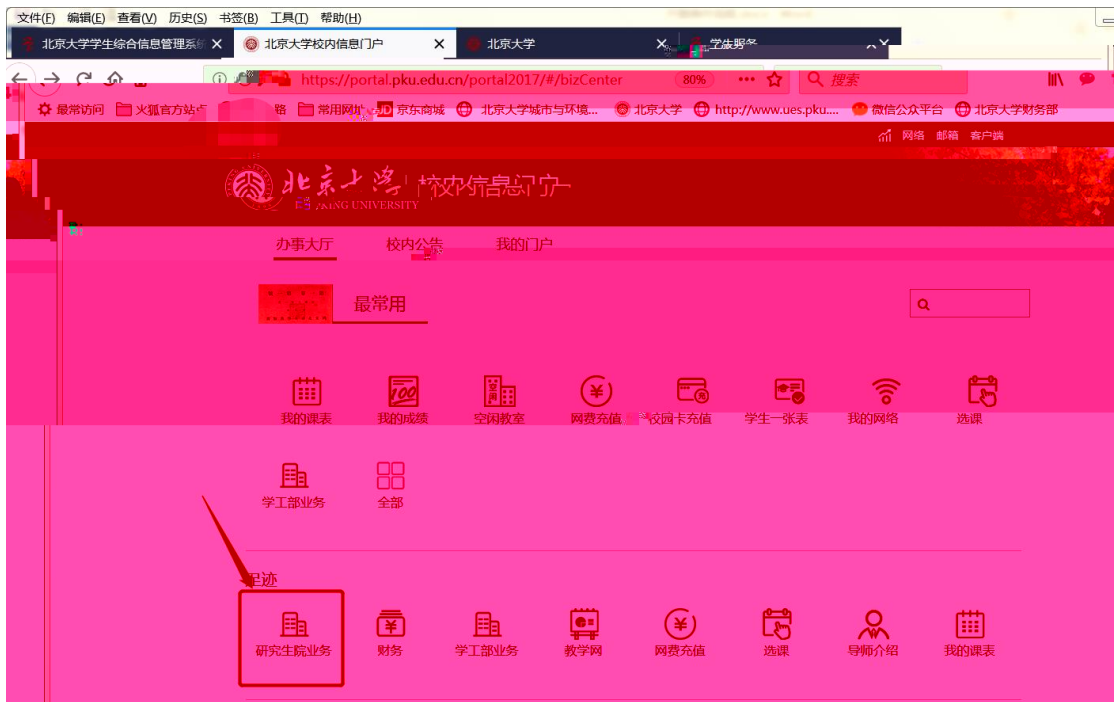 文件(F) 编辑(E) 查看(V) 历史(S) 书签(B) 工具(T) 帮助(H)
北京大学学生综合信息管理系统 × 北京大学校内信息门户 × 北京大学 ×
https://portal.pku.edu.cn/portal2017/#/bizCenter 80% ••• 搜索
最常访问 火狐官方站点 常用网址 JD 京东商城 北京大学城市与环境... 北京大学 http://www.ues.pku.... 微信公众平台 北京大学财务部
网络 邮箱 客户端
北京大学 校内信息门户
UNIVERSITY
办事大厅 校内公告 我的门户
最常用
我的课表 我的成绩 空闲教室 网费充值 校园卡充值 学生一张表 我的网络 选课
学工部业务 全部
足迹
研究生院业务 财务 学工部业务 教学网 网费充值 选课 导师介绍 我的课表